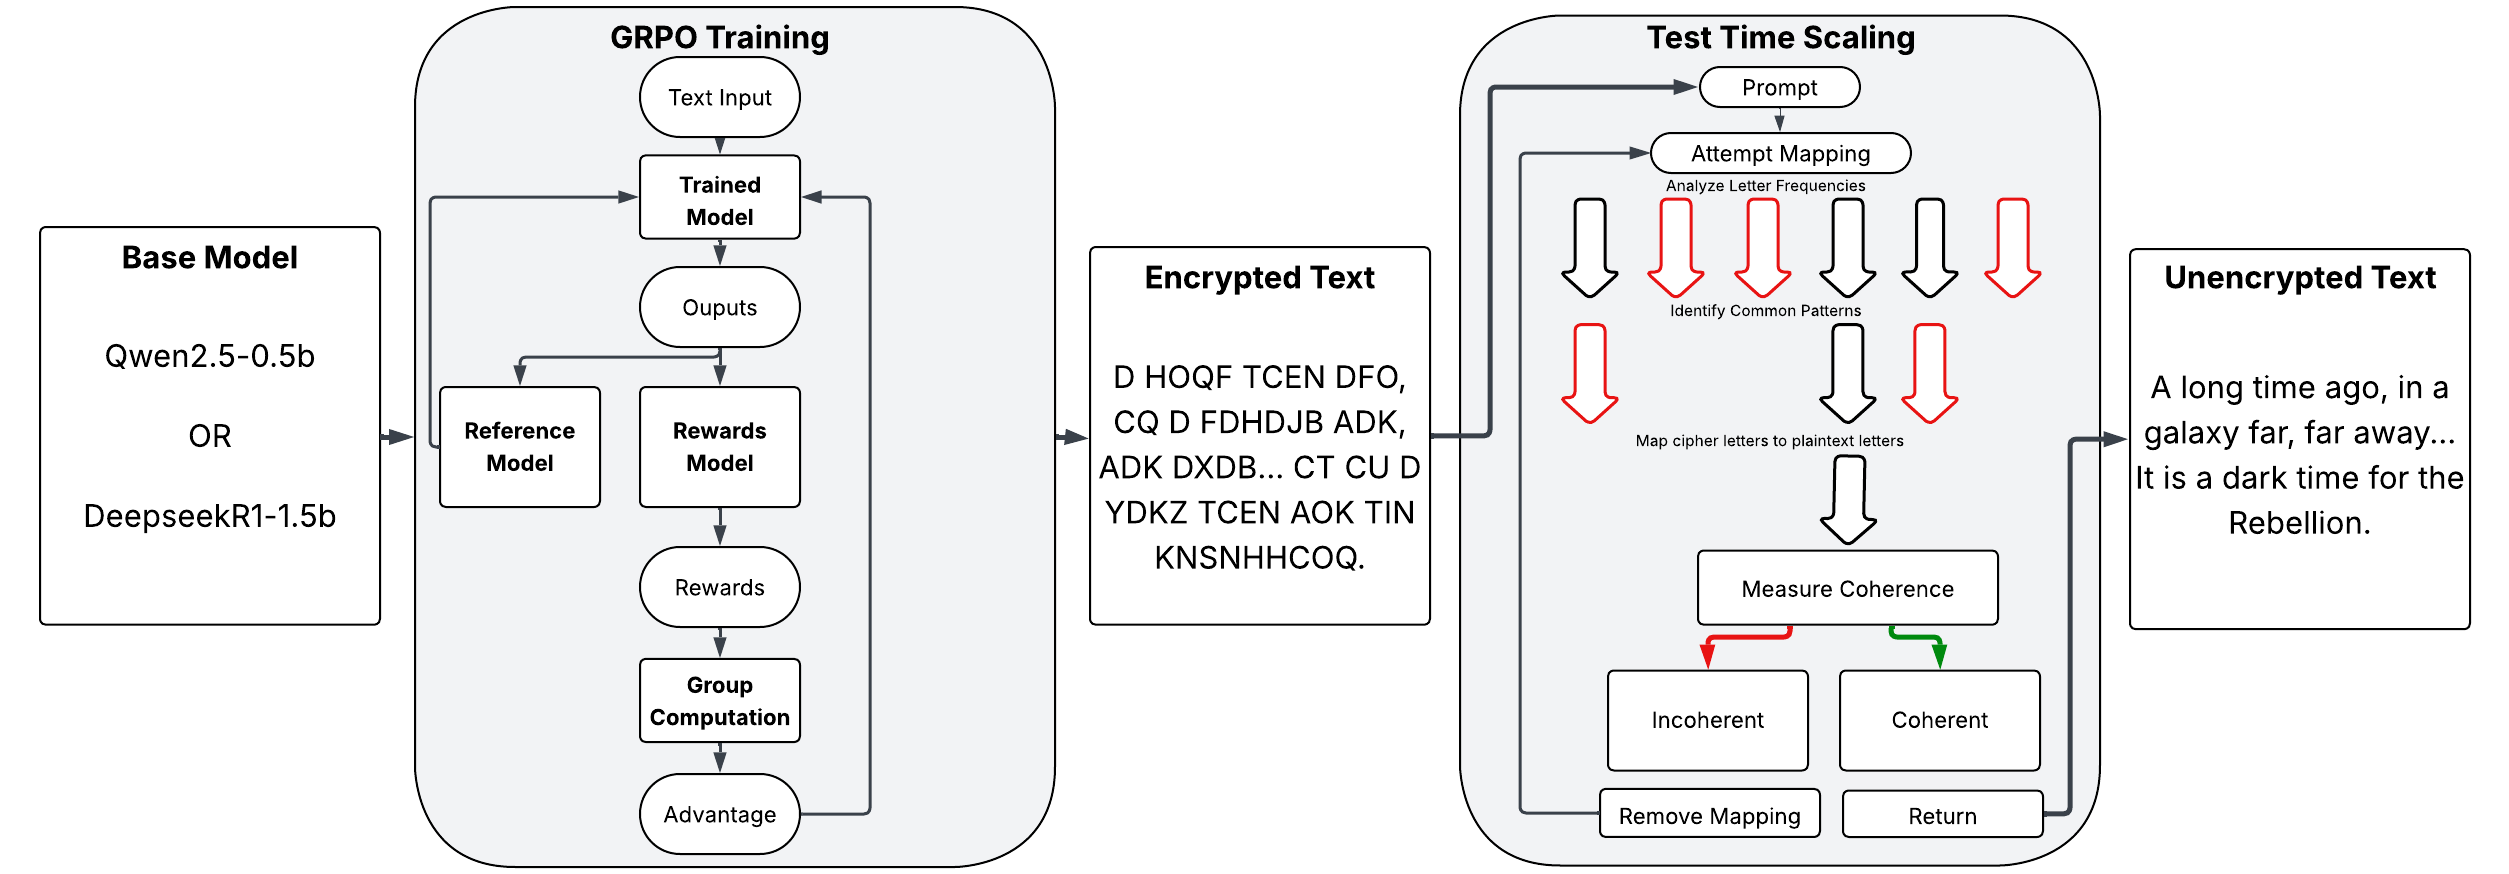 Base Model
Qwen2.5-0.5b
OR
DeepseekR1-1.5b
GRPO Training
Text Input
Trained
Model
Ouputs
Reference
Model
Rewards
Model
Rewards
Group
Computation
Advantage
Encrypted Text
D HOQF TCEN DFO,
CQ D FDHDJB ADK,
ADK DXDB... CT CU D
YDKZ TCEN AOK TIN
KNSNHHCOQ.
Test Time Scaling
Prompt
Attempt Mapping
Analyze Letter Frequencies
Identify Common Patterns
Map cipher letters to plaintext letters
Measure Coherence
Incoherent
Coherent
Remove Mapping
Return
Unencrypted Text
A long time ago, in a
galaxy far, far away...
It is a dark time for the
Rebellion.